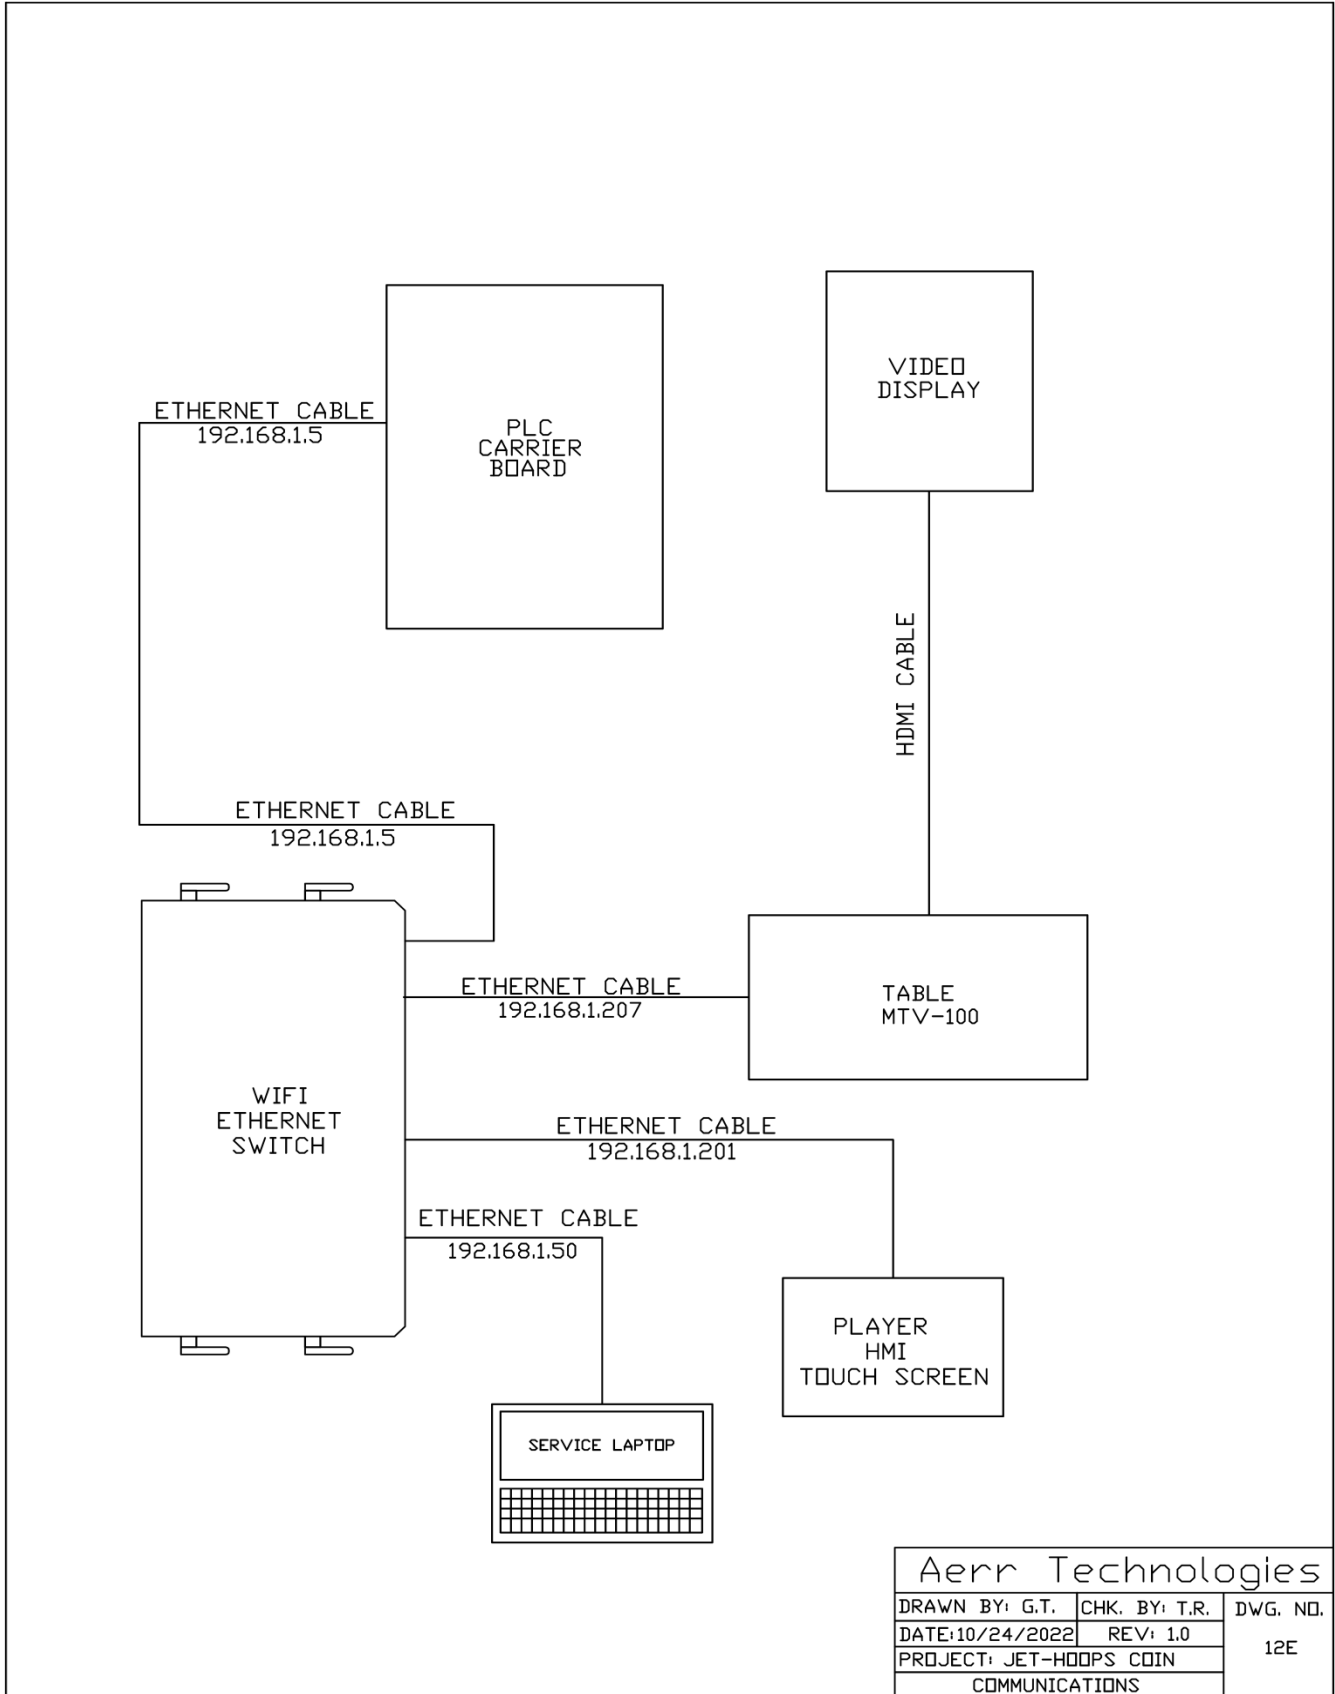 VIDEO
DISPLAY
ETHERNET CABLE
192.168.1.5
PLC
CARRIER
BOARD
HDMI CABLE
ETHERNET CABLE
192.168.1.5
ETHERNET CABLE
192.168.1.207
TABLE
MTV-100
WIFI
ETHERNET
SWITCH
ETHERNET CABLE
192.168.1.201
ETHERNET CABLE
192.168.1.50
PLAYER
HMI
TOUCH SCREEN
SERVICE LAPTOP
Aerr Technologies
DRAWN BY: G.T. CHK. BY: T.R. DWG. NO.
DATE:10/24/2022 REV: 1.0
12E
PROJECT: JET-HOOPS COIN
COMMUNICATIONS